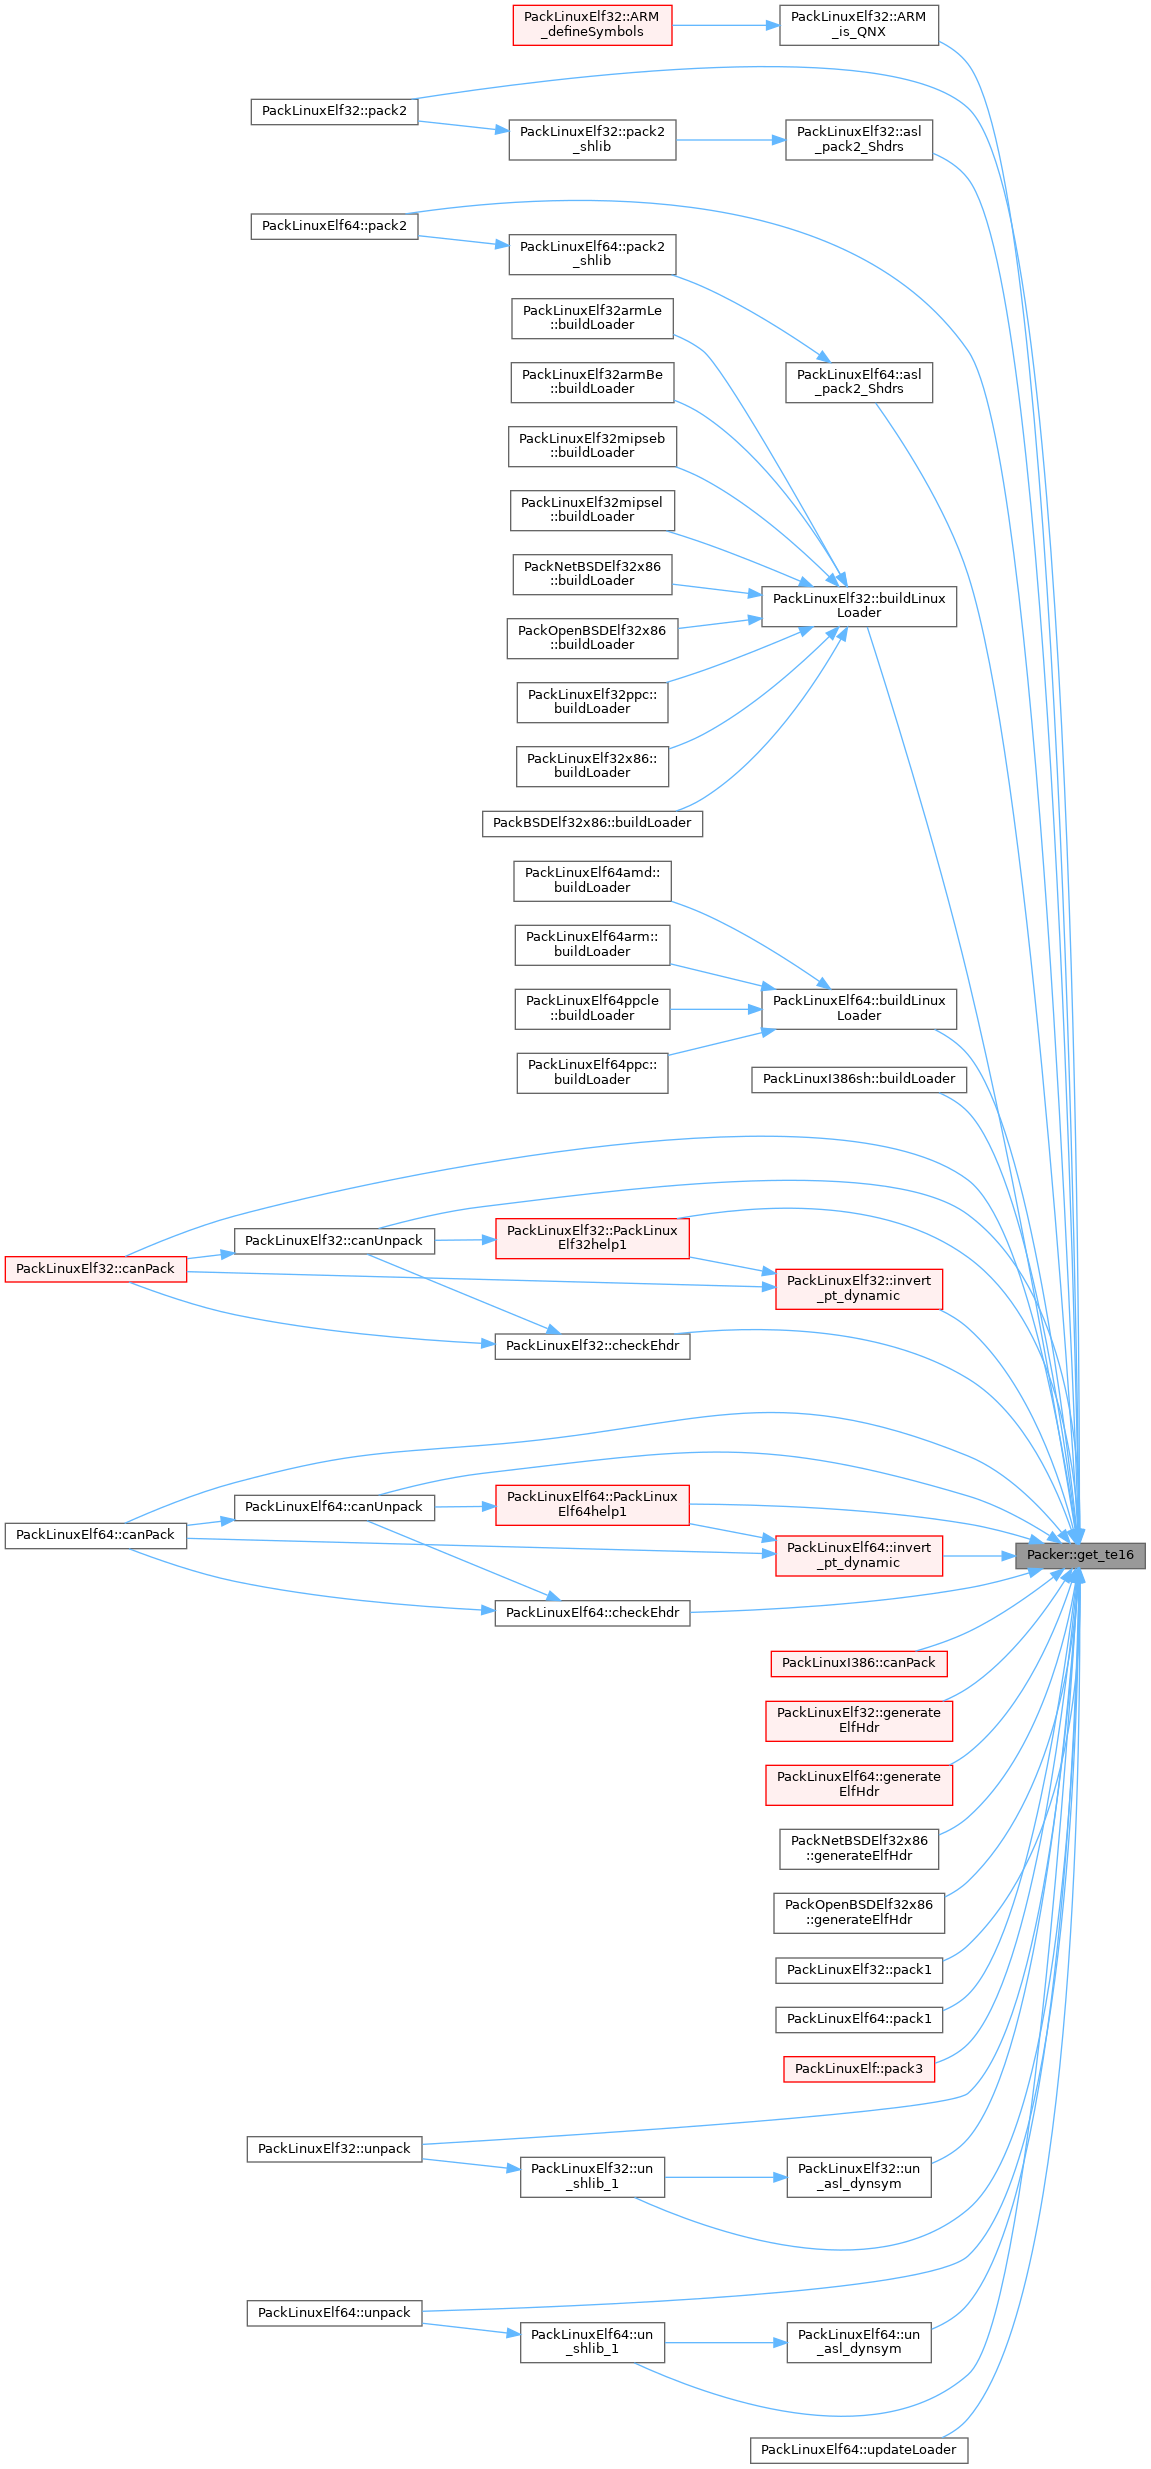 PackLinuxElf32::ARM
_defineSymbols
PackLinuxElf32::ARM
_is_QNX
PackLinuxElf32::pack2
PackLinuxElf32::pack2
_shlib
PackLinuxElf32::asl
_pack2_Shdrs
PackLinuxElf64::pack2
PackLinuxElf64::pack2
_shlib
PackLinuxElf32armLe
::buildLoader
PackLinuxElf64::asl
_pack2_Shdrs
PackLinuxElf32armBe
::buildLoader
PackLinuxElf32mipseb
::buildLoader
PackLinuxElf32mipsel
::buildLoader
PackNetBSDElf32x86
::buildLoader
PackLinuxElf32::buildLinux
Loader
PackOpenBSDElf32x86
::buildLoader
PackLinuxElf32ppc::
buildLoader
PackLinuxElf32x86::
buildLoader
PackBSDElf32x86::buildLoader
PackLinuxElf64amd::
buildLoader
PackLinuxElf64arm::
buildLoader
PackLinuxElf64ppcle
::buildLoader
PackLinuxElf64::buildLinux
Loader
PackLinuxElf64ppc::
buildLoader
PackLinuxI386sh::buildLoader
PackLinuxElf32::canPack
PackLinuxElf32::canUnpack
PackLinuxElf32::PackLinux
Elf32help1
PackLinuxElf32::invert
_pt_dynamic
PackLinuxElf32::checkEhdr
PackLinuxElf64::canPack
PackLinuxElf64::canUnpack
PackLinuxElf64::PackLinux
Elf64help1
PackLinuxElf64::invert
_pt_dynamic
Packer::get_te16
PackLinuxElf64::checkEhdr
PackLinuxI386::canPack
PackLinuxElf32::generate
ElfHdr
PackLinuxElf64::generate
ElfHdr
PackNetBSDElf32x86
::generateElfHdr
PackOpenBSDElf32x86
::generateElfHdr
PackLinuxElf32::pack1
PackLinuxElf64::pack1
PackLinuxElf::pack3
PackLinuxElf32::unpack
PackLinuxElf32::un
_shlib_1
PackLinuxElf32::un
_asl_dynsym
PackLinuxElf64::unpack
PackLinuxElf64::un
_shlib_1
PackLinuxElf64::un
_asl_dynsym
PackLinuxElf64::updateLoader